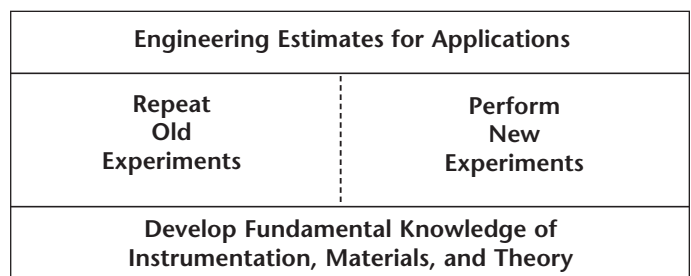 Engineering Estimates for Applications
Repeat
Old
Experiments
Perform
New
Experiments
Develop Fundamental Knowledge of
Instrumentation, Materials, and Theory